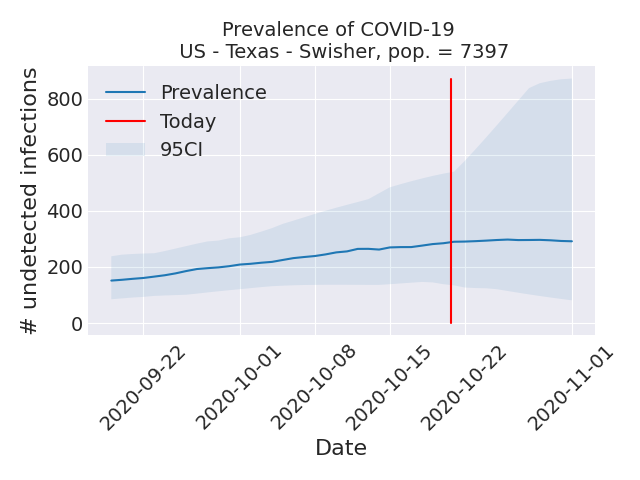 Prevalence of COVID-19
US - Texas - Swisher, pop. = 7397
# undetected infections
800
600
400
200
0
Prevalence
Today
95CI
2020-09-22
2020-10-01
2020-10-08
2020-10-15
2020-10-22
2020-11-01
Date